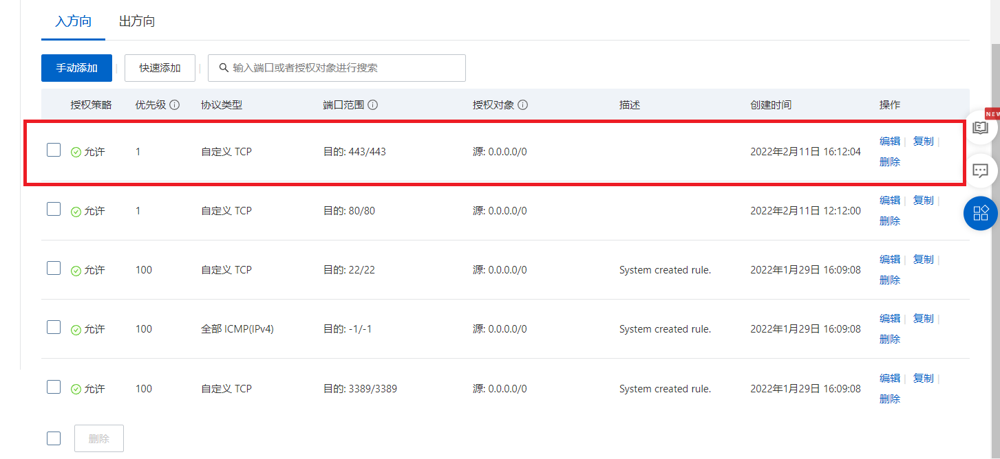 入方向 出方向
手动添加 快速添加 输入端口或者授权对象进行搜索
授权策略 优先级 协议类型 端口范围 授权对象 描述 创建时间 操作
NEW
允许 1 自定义 TCP 目的: 443/443 源: 0.0.0.0/0 2022年2月11日 16:12:04 编辑 | 复制 |
删除
允许 1 自定义 TCP 目的: 80/80 源: 0.0.0.0/0 2022年2月11日 12:12:00 编辑 | 复制 |
删除
允许 100 自定义 TCP 目的: 22/22 源: 0.0.0.0/0 System created rule. 2022年1月29日 16:09:08 编辑 | 复制 |
删除
允许 100 全部 ICMP(IPv4) 目的: -1/-1 源: 0.0.0.0/0 System created rule. 2022年1月29日 16:09:08 编辑 | 复制 |
删除
允许 100 自定义 TCP 目的: 3389/3389 源: 0.0.0.0/0 System created rule. 2022年1月29日 16:09:08 编辑 | 复制 |
删除
删除